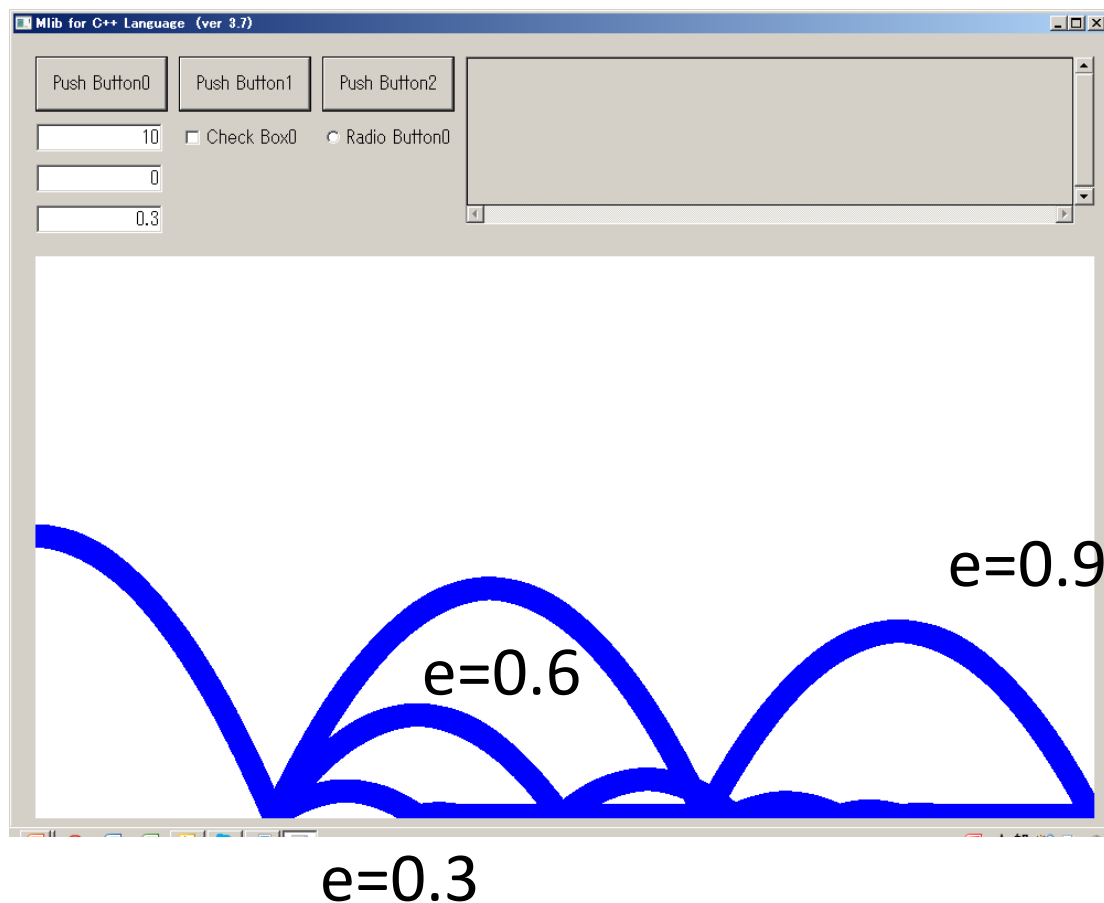 Mlib for C++ Language (ver 3.7)
Push Button0
Push Button1
Push Button2
10
Check Box0
Radio Button0
0
0.3
e=0.9
e=0.6
e=0.3